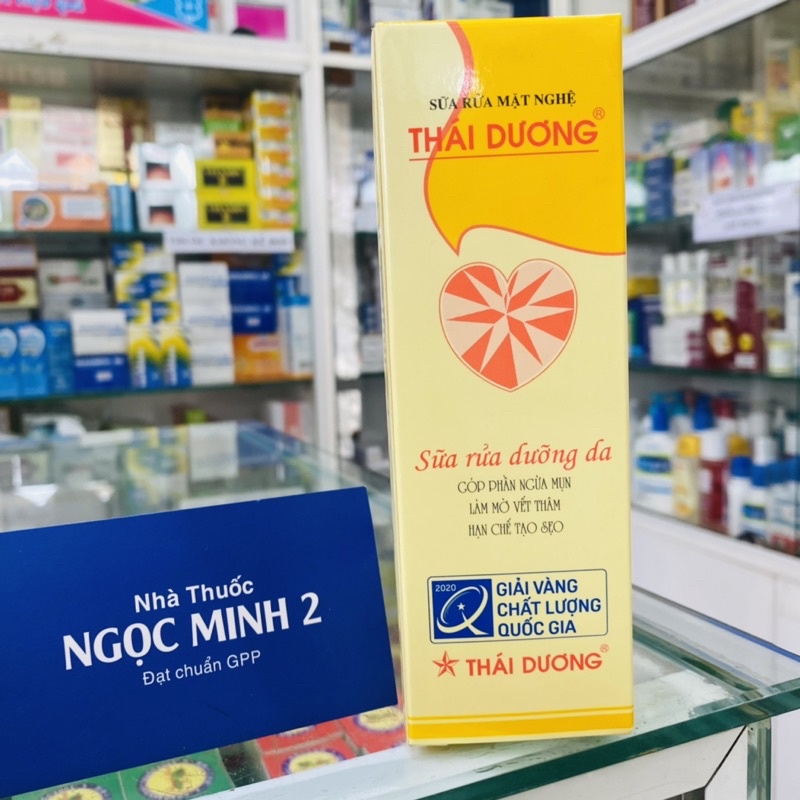 SỮA RỬA MẶT NGHỆ
THÁI DƯƠNG®
Sữa rửa dưỡng da
GÓP PHẦN NGỪA MỤN
LÀM MỜ VẾT THÂM
HẠN CHẾ TẠO SẸO
2020
GIẢI VÀNG
CHẤT LƯỢNG
QUỐC GIA
THÁI DƯƠNG®
Nhà Thuốc
NGỌC MINH 2
Đạt chuẩn GPP